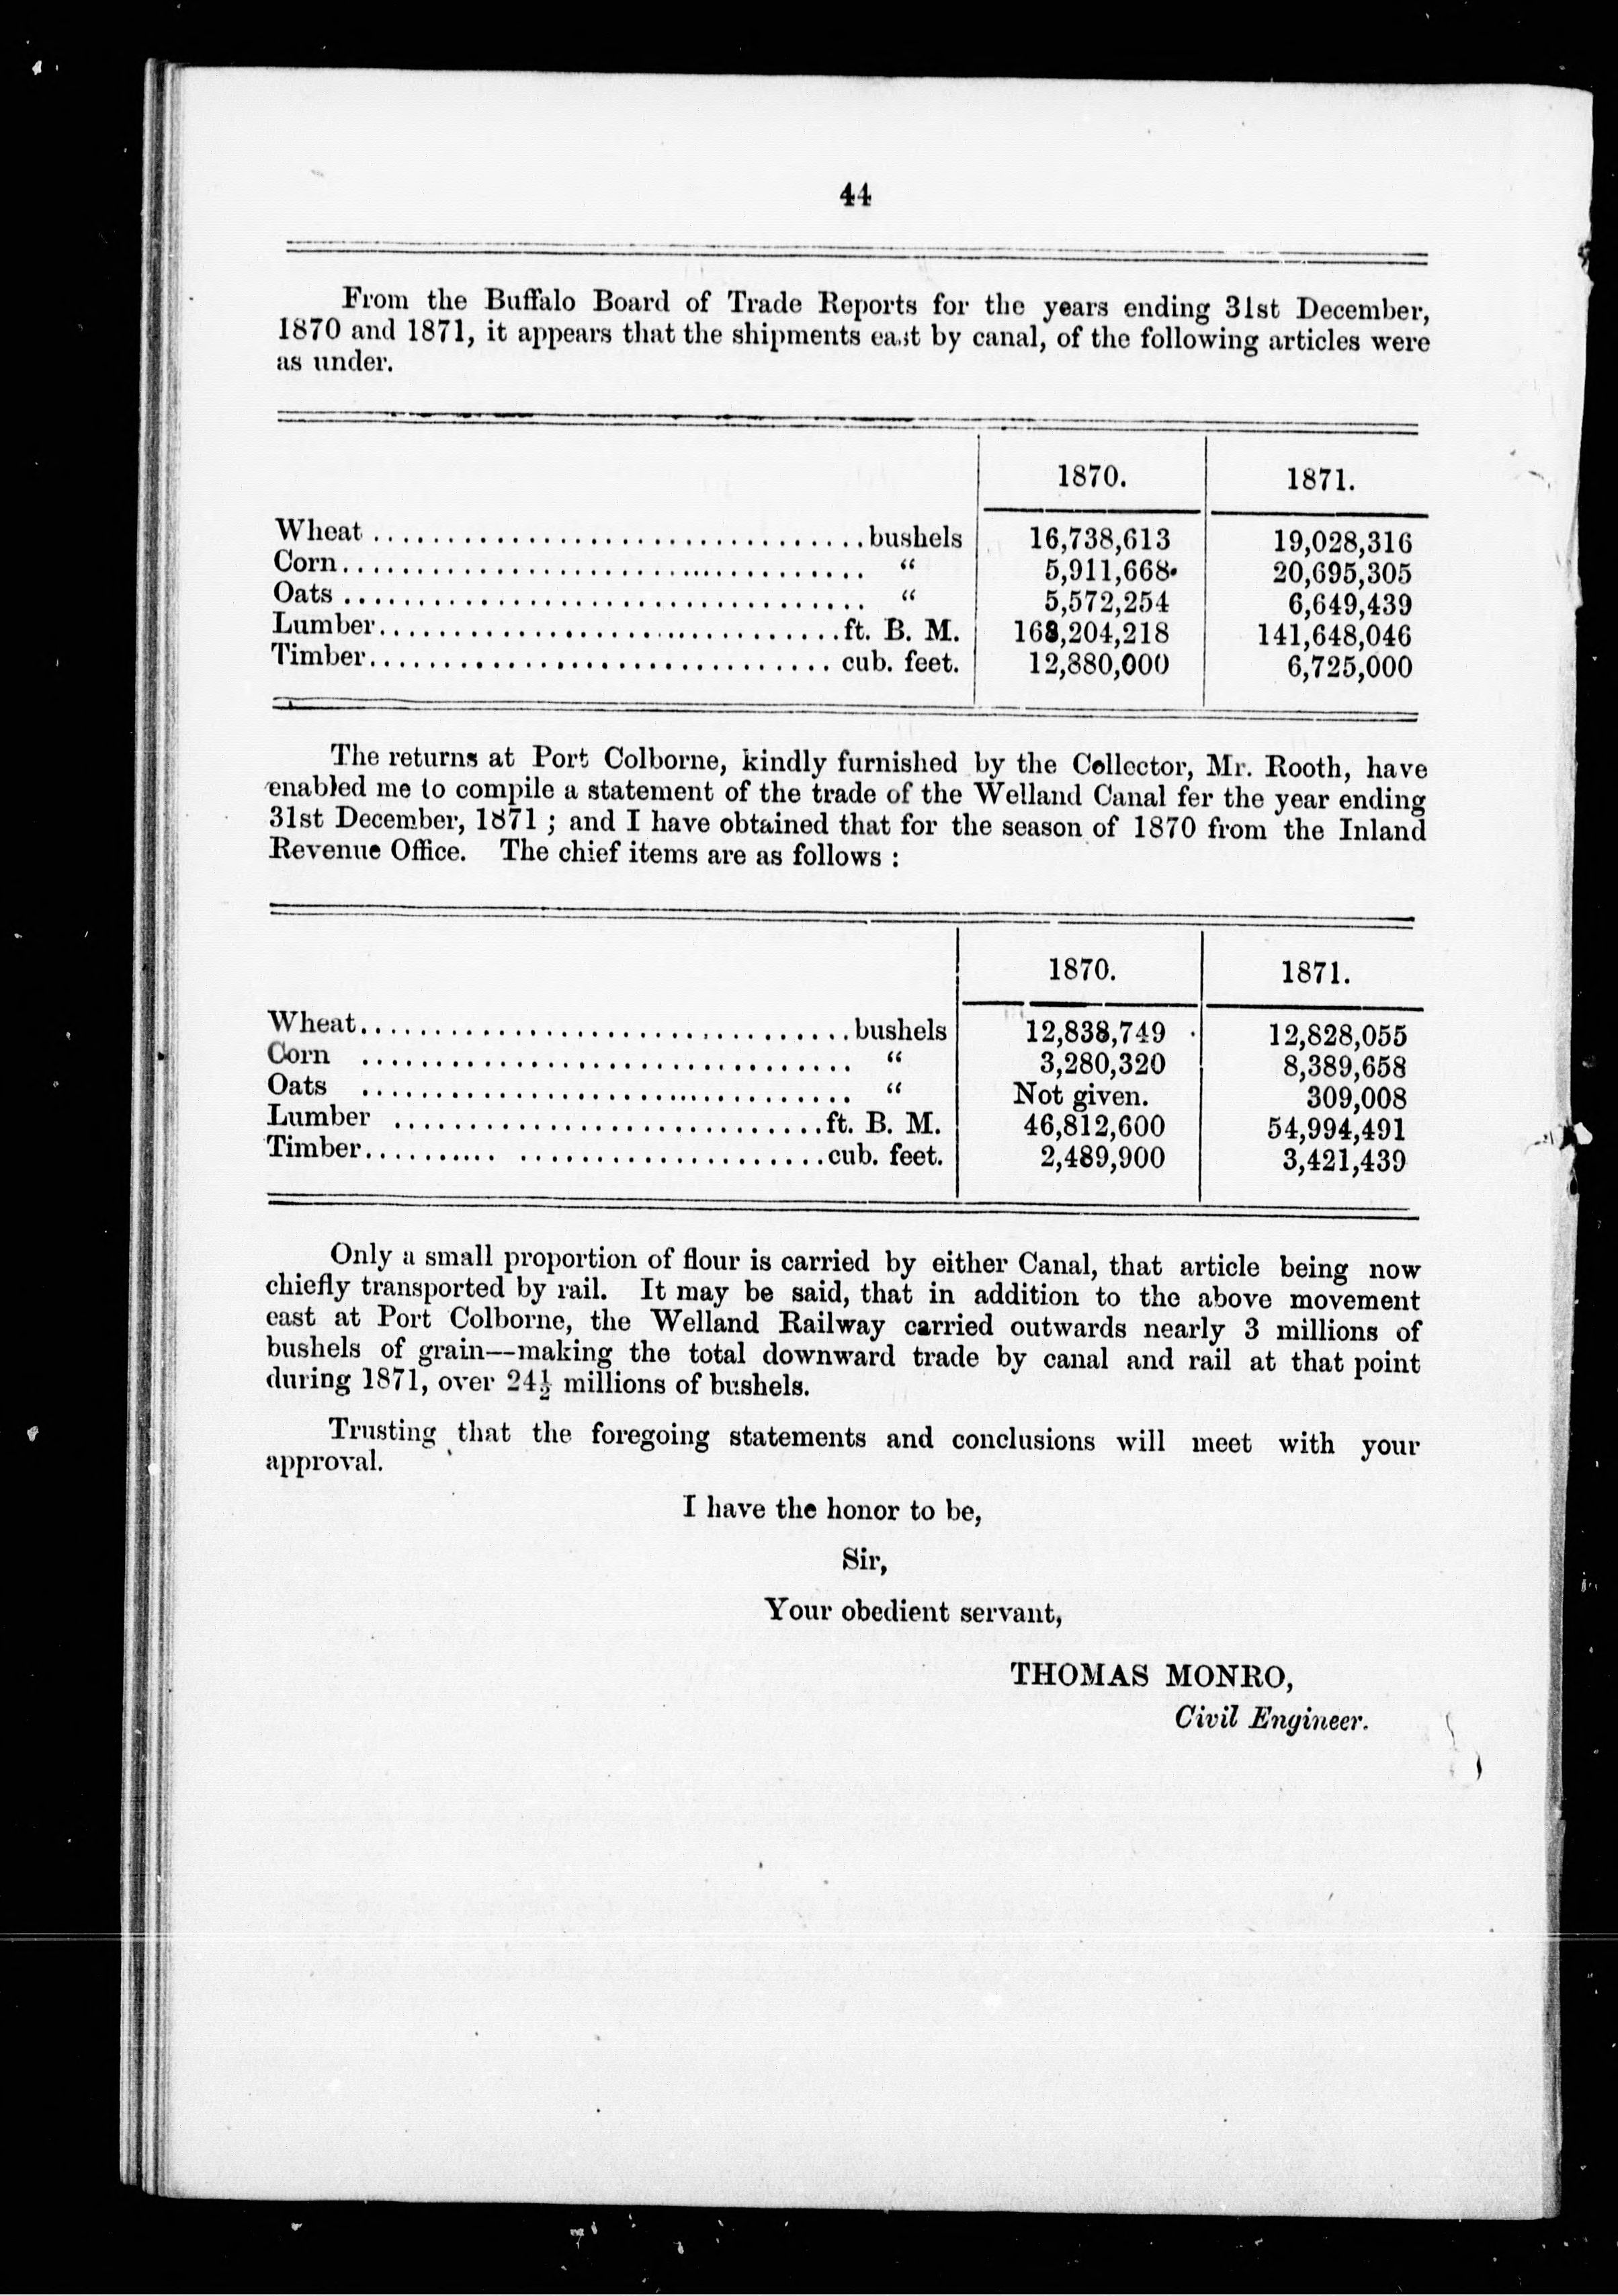 44
From the Buffalo Board of Trade Reports for the years ending 31st December,
1870 and 1871, it appears that the shipments east by canal, of the following articles were
as under.
1870. 1871.
Wheat .................................. bushels 16,738,613 19,028,316
Corn.................................... “ 5,911,668 20,695,305
Oats .................................... “ 5,572,254 6,649,439
Lumber................................ft. B. M. 168,204,218 141,648,046
Timber................................ cub. feet. 12,880,000 6,725,000
The returns at Port Colborne, kindly furnished by the Collector, Mr. Rooth, have
enabled me to compile a statement of the trade of the Welland Canal fer the year ending
31st December, 1871 ; and I have obtained that for the season of 1870 from the Inland
Revenue Office. The chief items are as follows :
1870. 1871.
Wheat..................................bushels 12,838,749 12,828,055
Corn .................................. “ 3,280,320 8,389,658
Oats .................................. “ Not given. 309,008
Lumber ..............................ft. B. M. 46,812,600 54,994,491
Timber.......... .....................cub. feet. 2,489,900 3,421,439
Only a small proportion of flour is carried by either Canal, that article being now
chiefly transported by rail. It may be said, that in addition to the above movement
east at Port Colborne, the Welland Railway carried outwards nearly 3 millions of
bushels of grain—making the total downward trade by canal and rail at that point
during 1871, over 24½ millions of bushels.
Trusting that the foregoing statements and conclusions will meet with your
approval.
I have the honor to be,
Sir,
Your obedient servant,
THOMAS MONRO,
Civil Engineer.